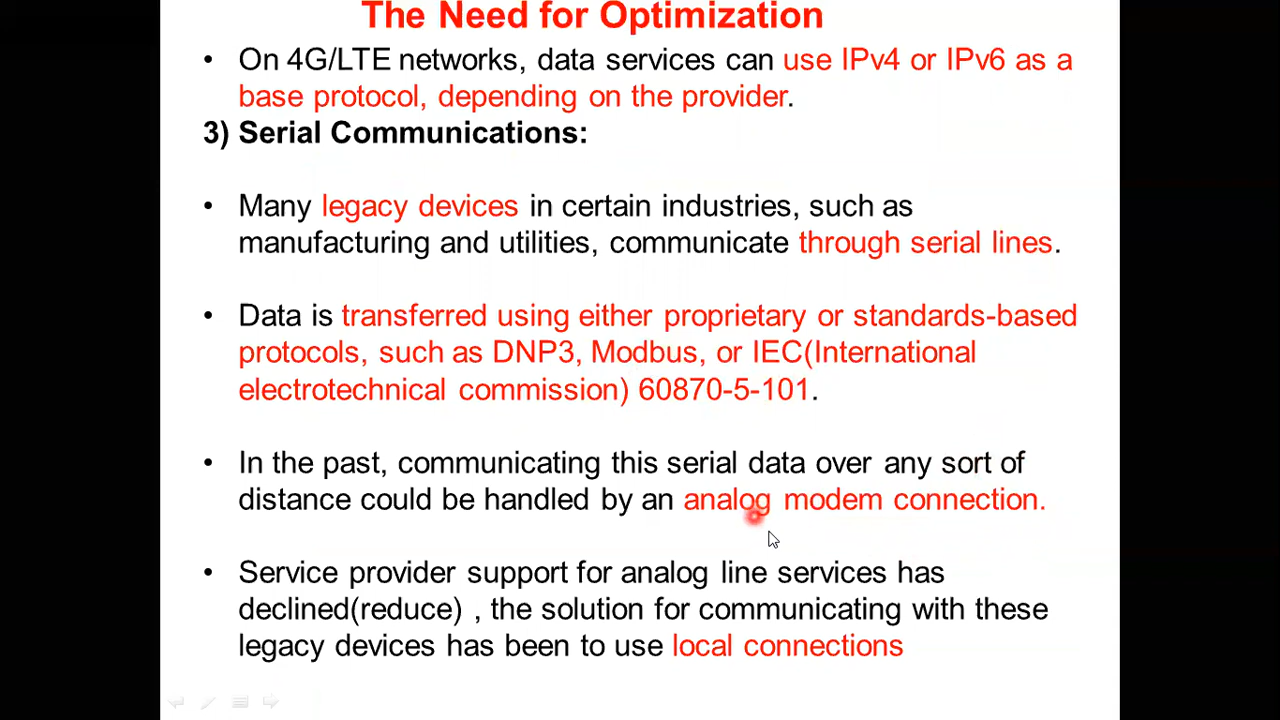 The Need for Optimization
• On 4G/LTE networks, data services can use IPv4 or IPv6 as a
base protocol, depending on the provider.
3) Serial Communications:
• Many legacy devices in certain industries, such as
manufacturing and utilities, communicate through serial lines.
• Data is transferred using either proprietary or standards-based
protocols, such as DNP3, Modbus, or IEC(International
electrotechnical commission) 60870-5-101.
• In the past, communicating this serial data over any sort of
distance could be handled by an analog modem connection.
• Service provider support for analog line services has
declined(reduce) , the solution for communicating with these
legacy devices has been to use local connections